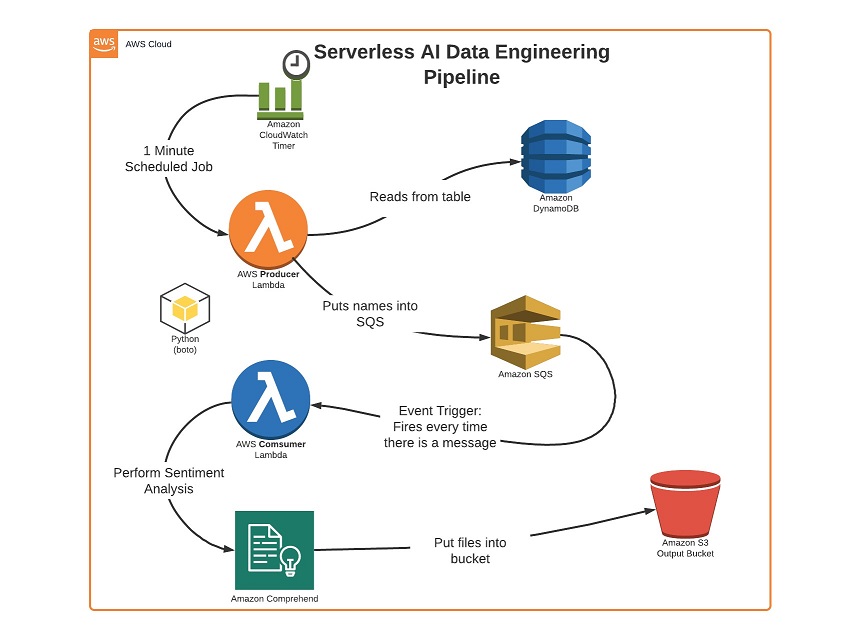 aws
AWS Cloud
Serverless AI Data Engineering
Pipeline
Amazon
CloudWatch
Timer
1 Minute
Scheduled Job
Reads from table
Amazon
DynamoDB
AWS Producer
Lambda
Puts names into
SQS
Python
(boto)
Amazon SQS
Event Trigger:
Fires every time
there is a message
AWS Comsumer
Lambda
Perform Sentiment
Analysis
Put files into
bucket
Amazon S3
Output Bucket
Amazon Comprehend